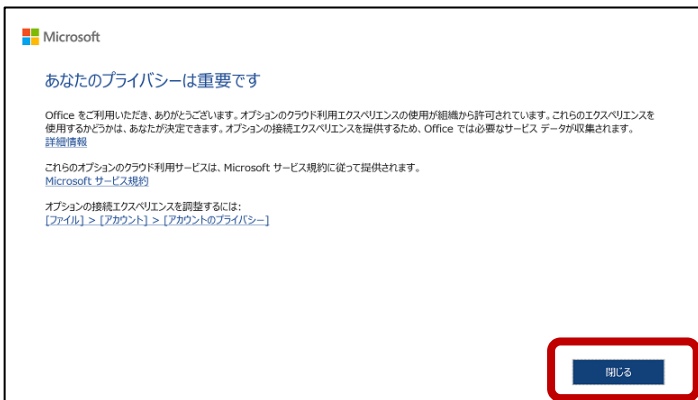 Microsoft
あなたのプライバシーは重要です
Office をご利用いただき、ありがとうございます。オプションのクラウド利用エクスペリエンスの使用が組織から許可されています。これらのエクスペリエンスを
使用するかどうかは、あなたが決定できます。オプションの接続エクスペリエンスを提供するため、Office では必要なサービス データが収集されます。
詳細情報
これらのオプションのクラウド利用サービスは、Microsoft サービス規約に従って提供されます。
Microsoft サービス規約
オプションの接続エクスペリエンスを調整するには:
[ファイル] > [アカウント] > [アカウントのプライバシー]
閉じる